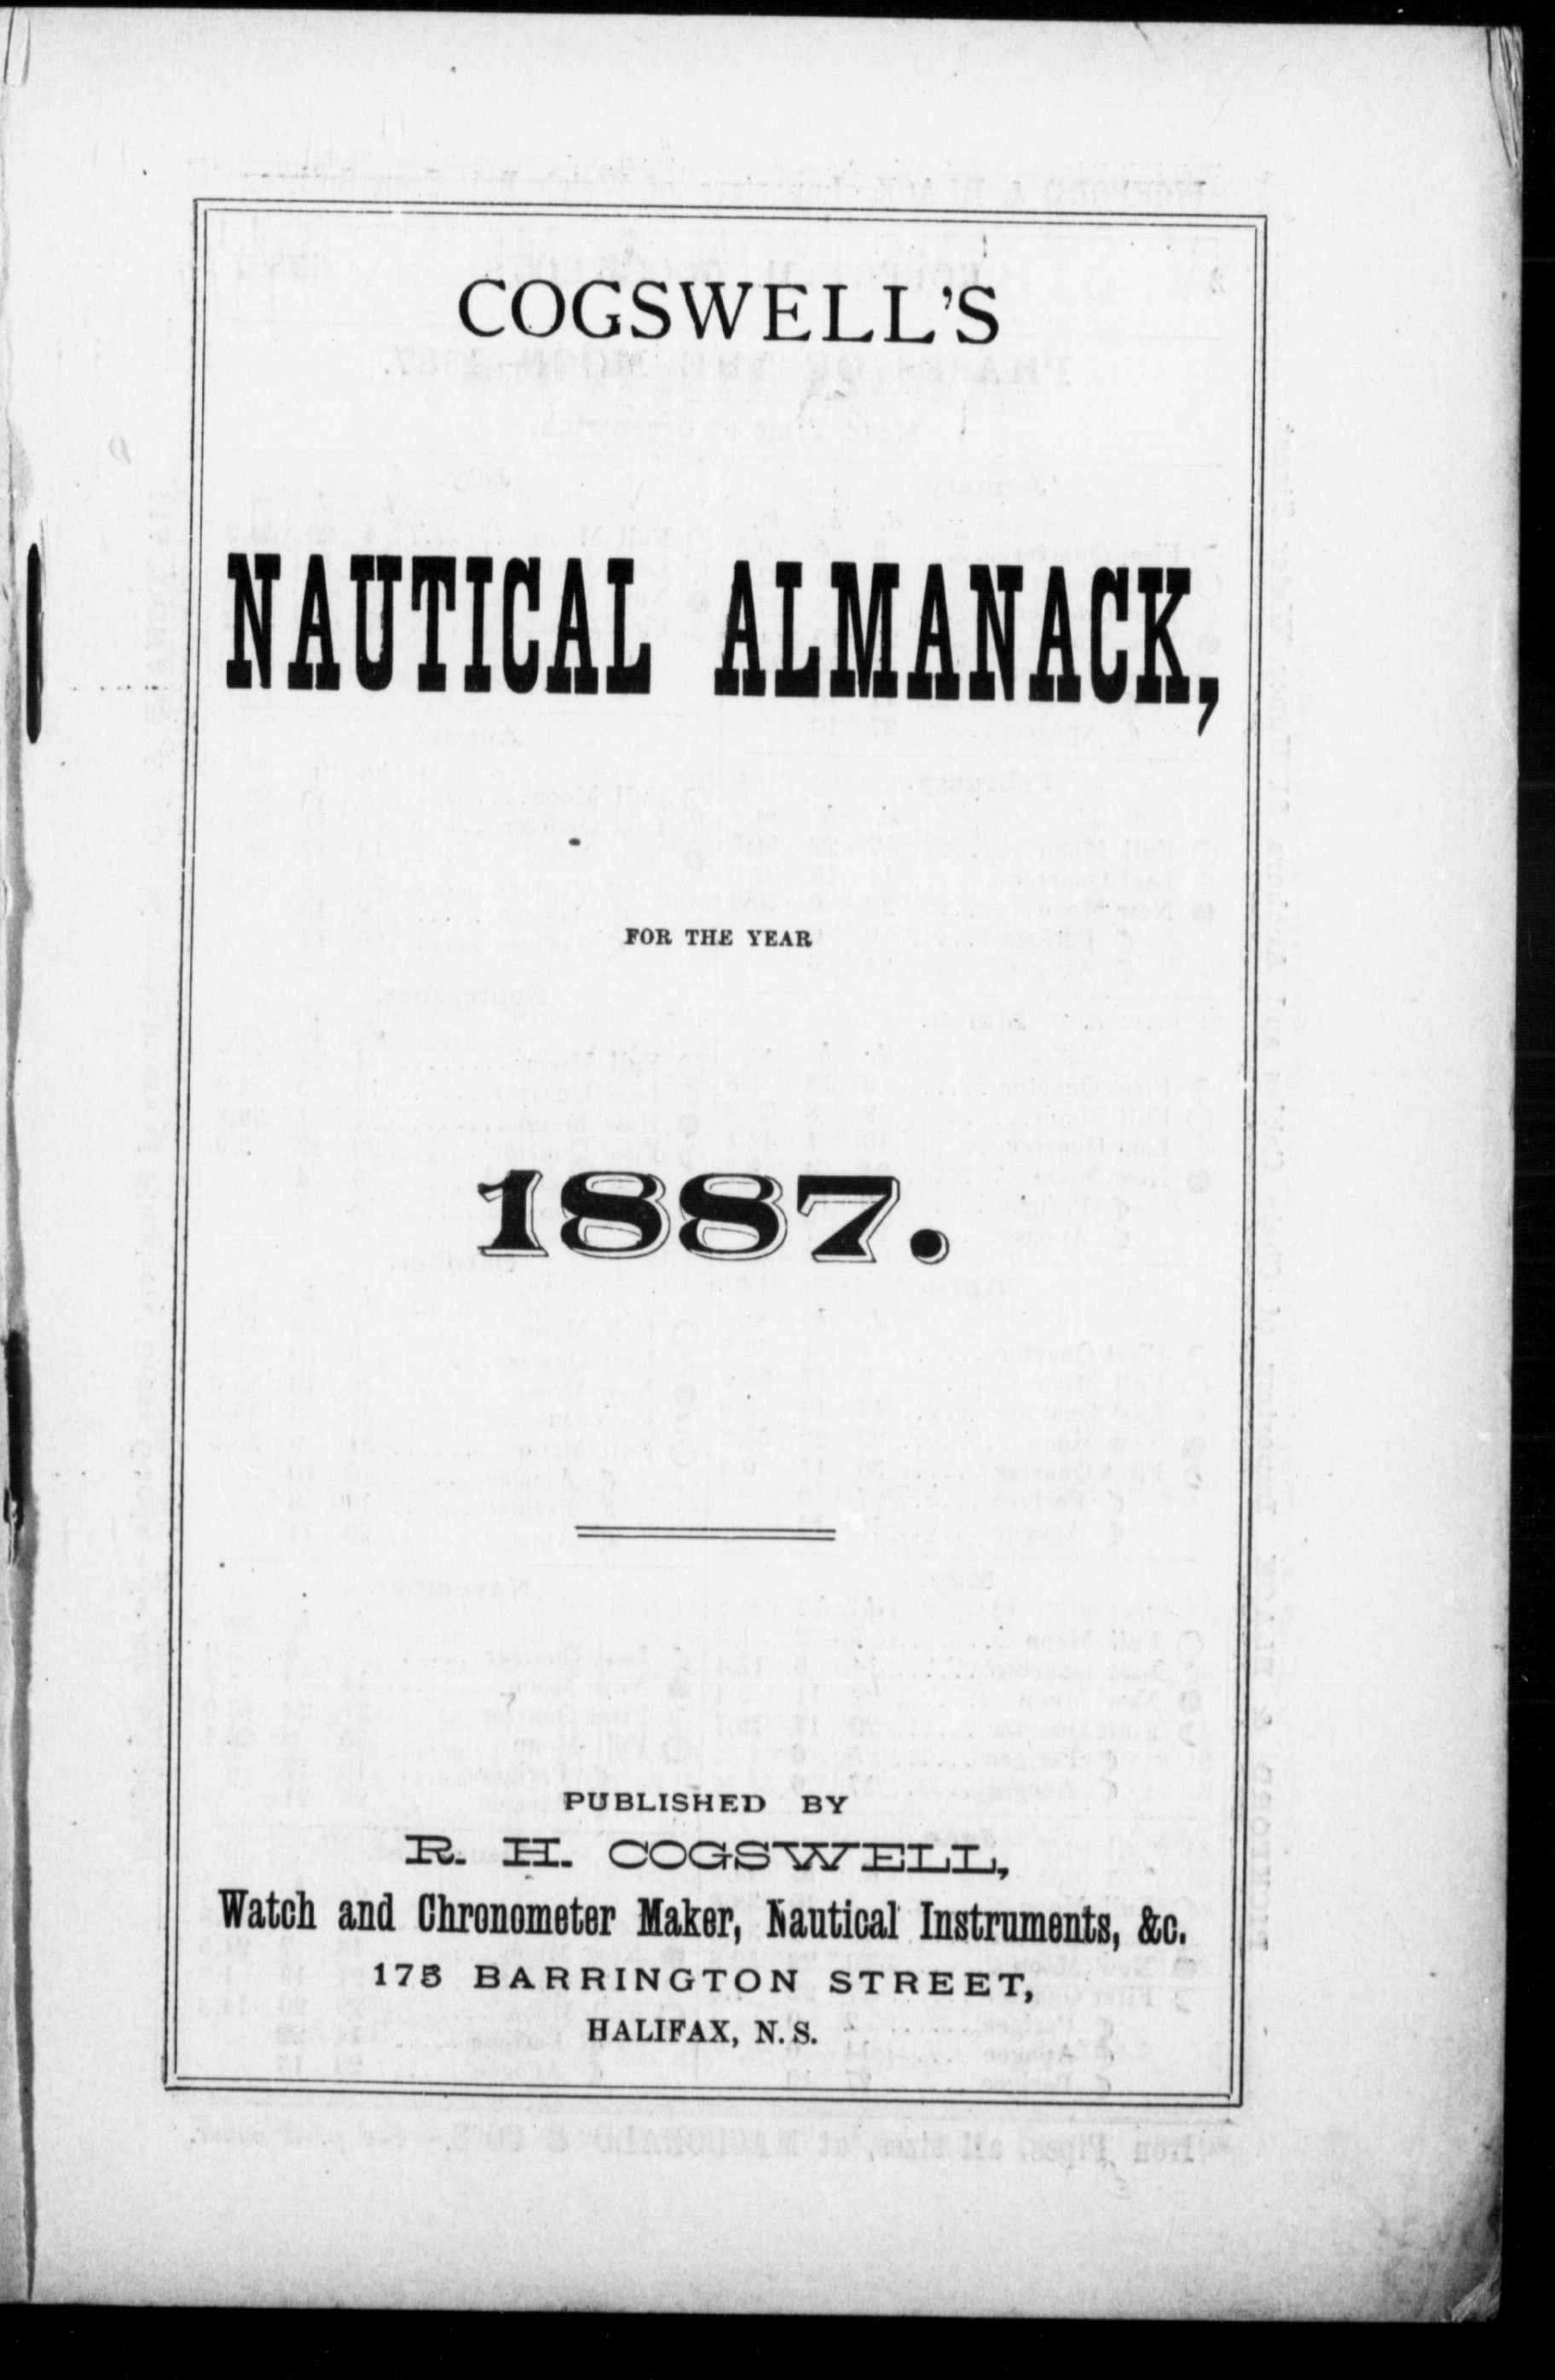 COGSWELL'S
NAUTICAL ALMANACK,
FOR THE YEAR
1887.
PUBLISHED BY
R. H. COGSWELL,
Watch and Chronometer Maker, Nautical Instruments, &c.
175 BARRINGTON STREET,
HALIFAX, N. S.